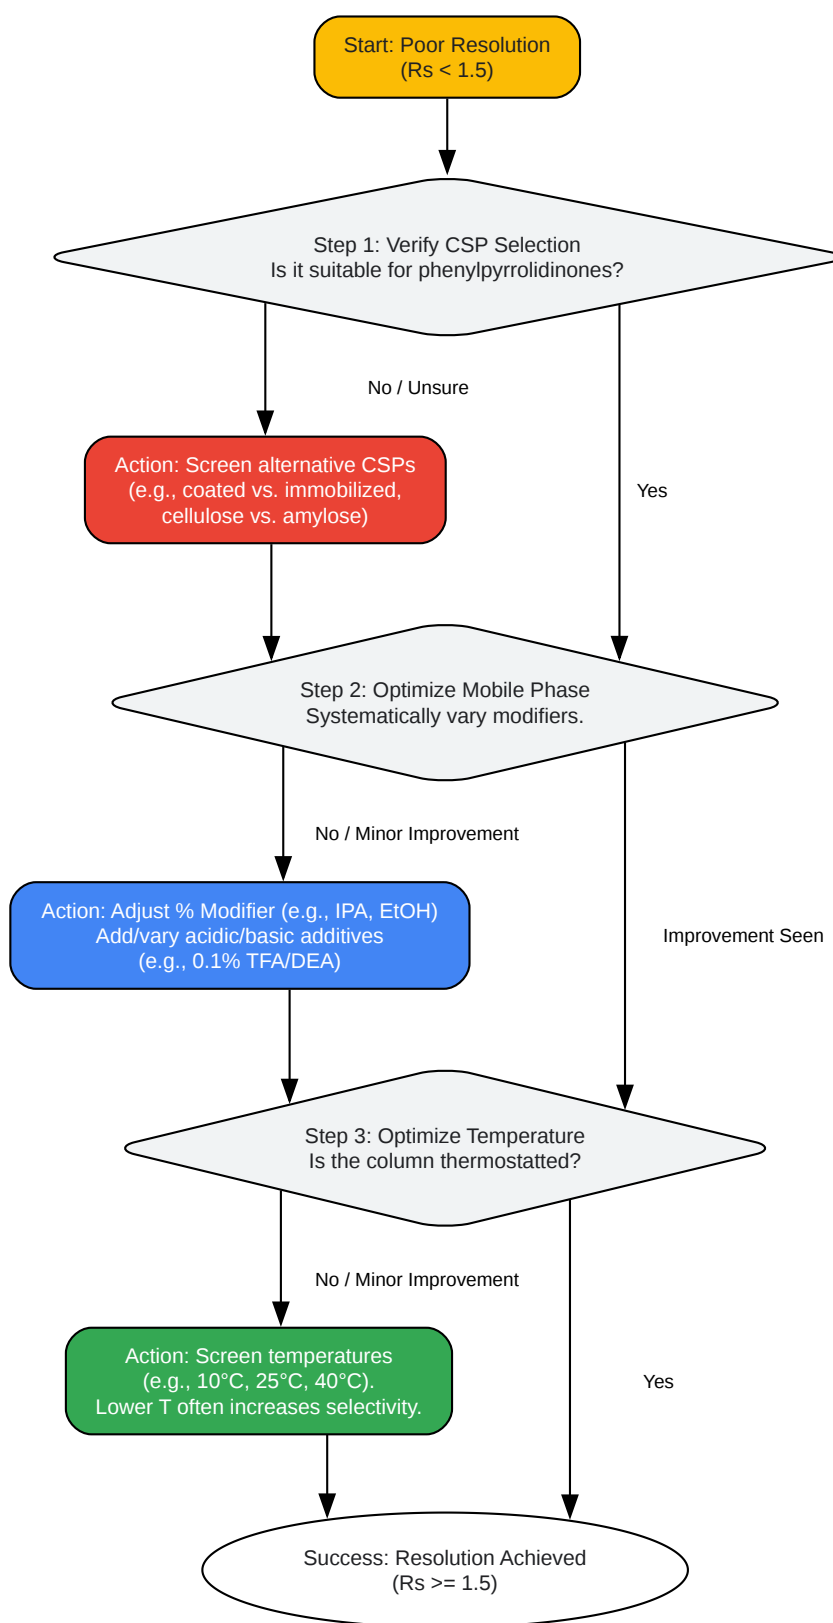 Start: Poor Resolution
(Rs < 1.5)
Step 1: Verify CSP Selection
Is it suitable for phenylpyrrolidinones?
No / Unsure
Action: Screen alternative CSPs
(e.g., coated vs. immobilized,
cellulose vs. amylose)
Yes
Step 2: Optimize Mobile Phase
Systematically vary modifiers.
No / Minor Improvement
Action: Adjust % Modifier (e.g., IPA, EtOH)
Add/vary acidic/basic additives
(e.g., 0.1% TFA/DEA)
Improvement Seen
Step 3: Optimize Temperature
Is the column thermostatted?
No / Minor Improvement
Action: Screen temperatures
(e.g., 10°C, 25°C, 40°C).
Lower T often increases selectivity.
Yes
Success: Resolution Achieved
(Rs >= 1.5)